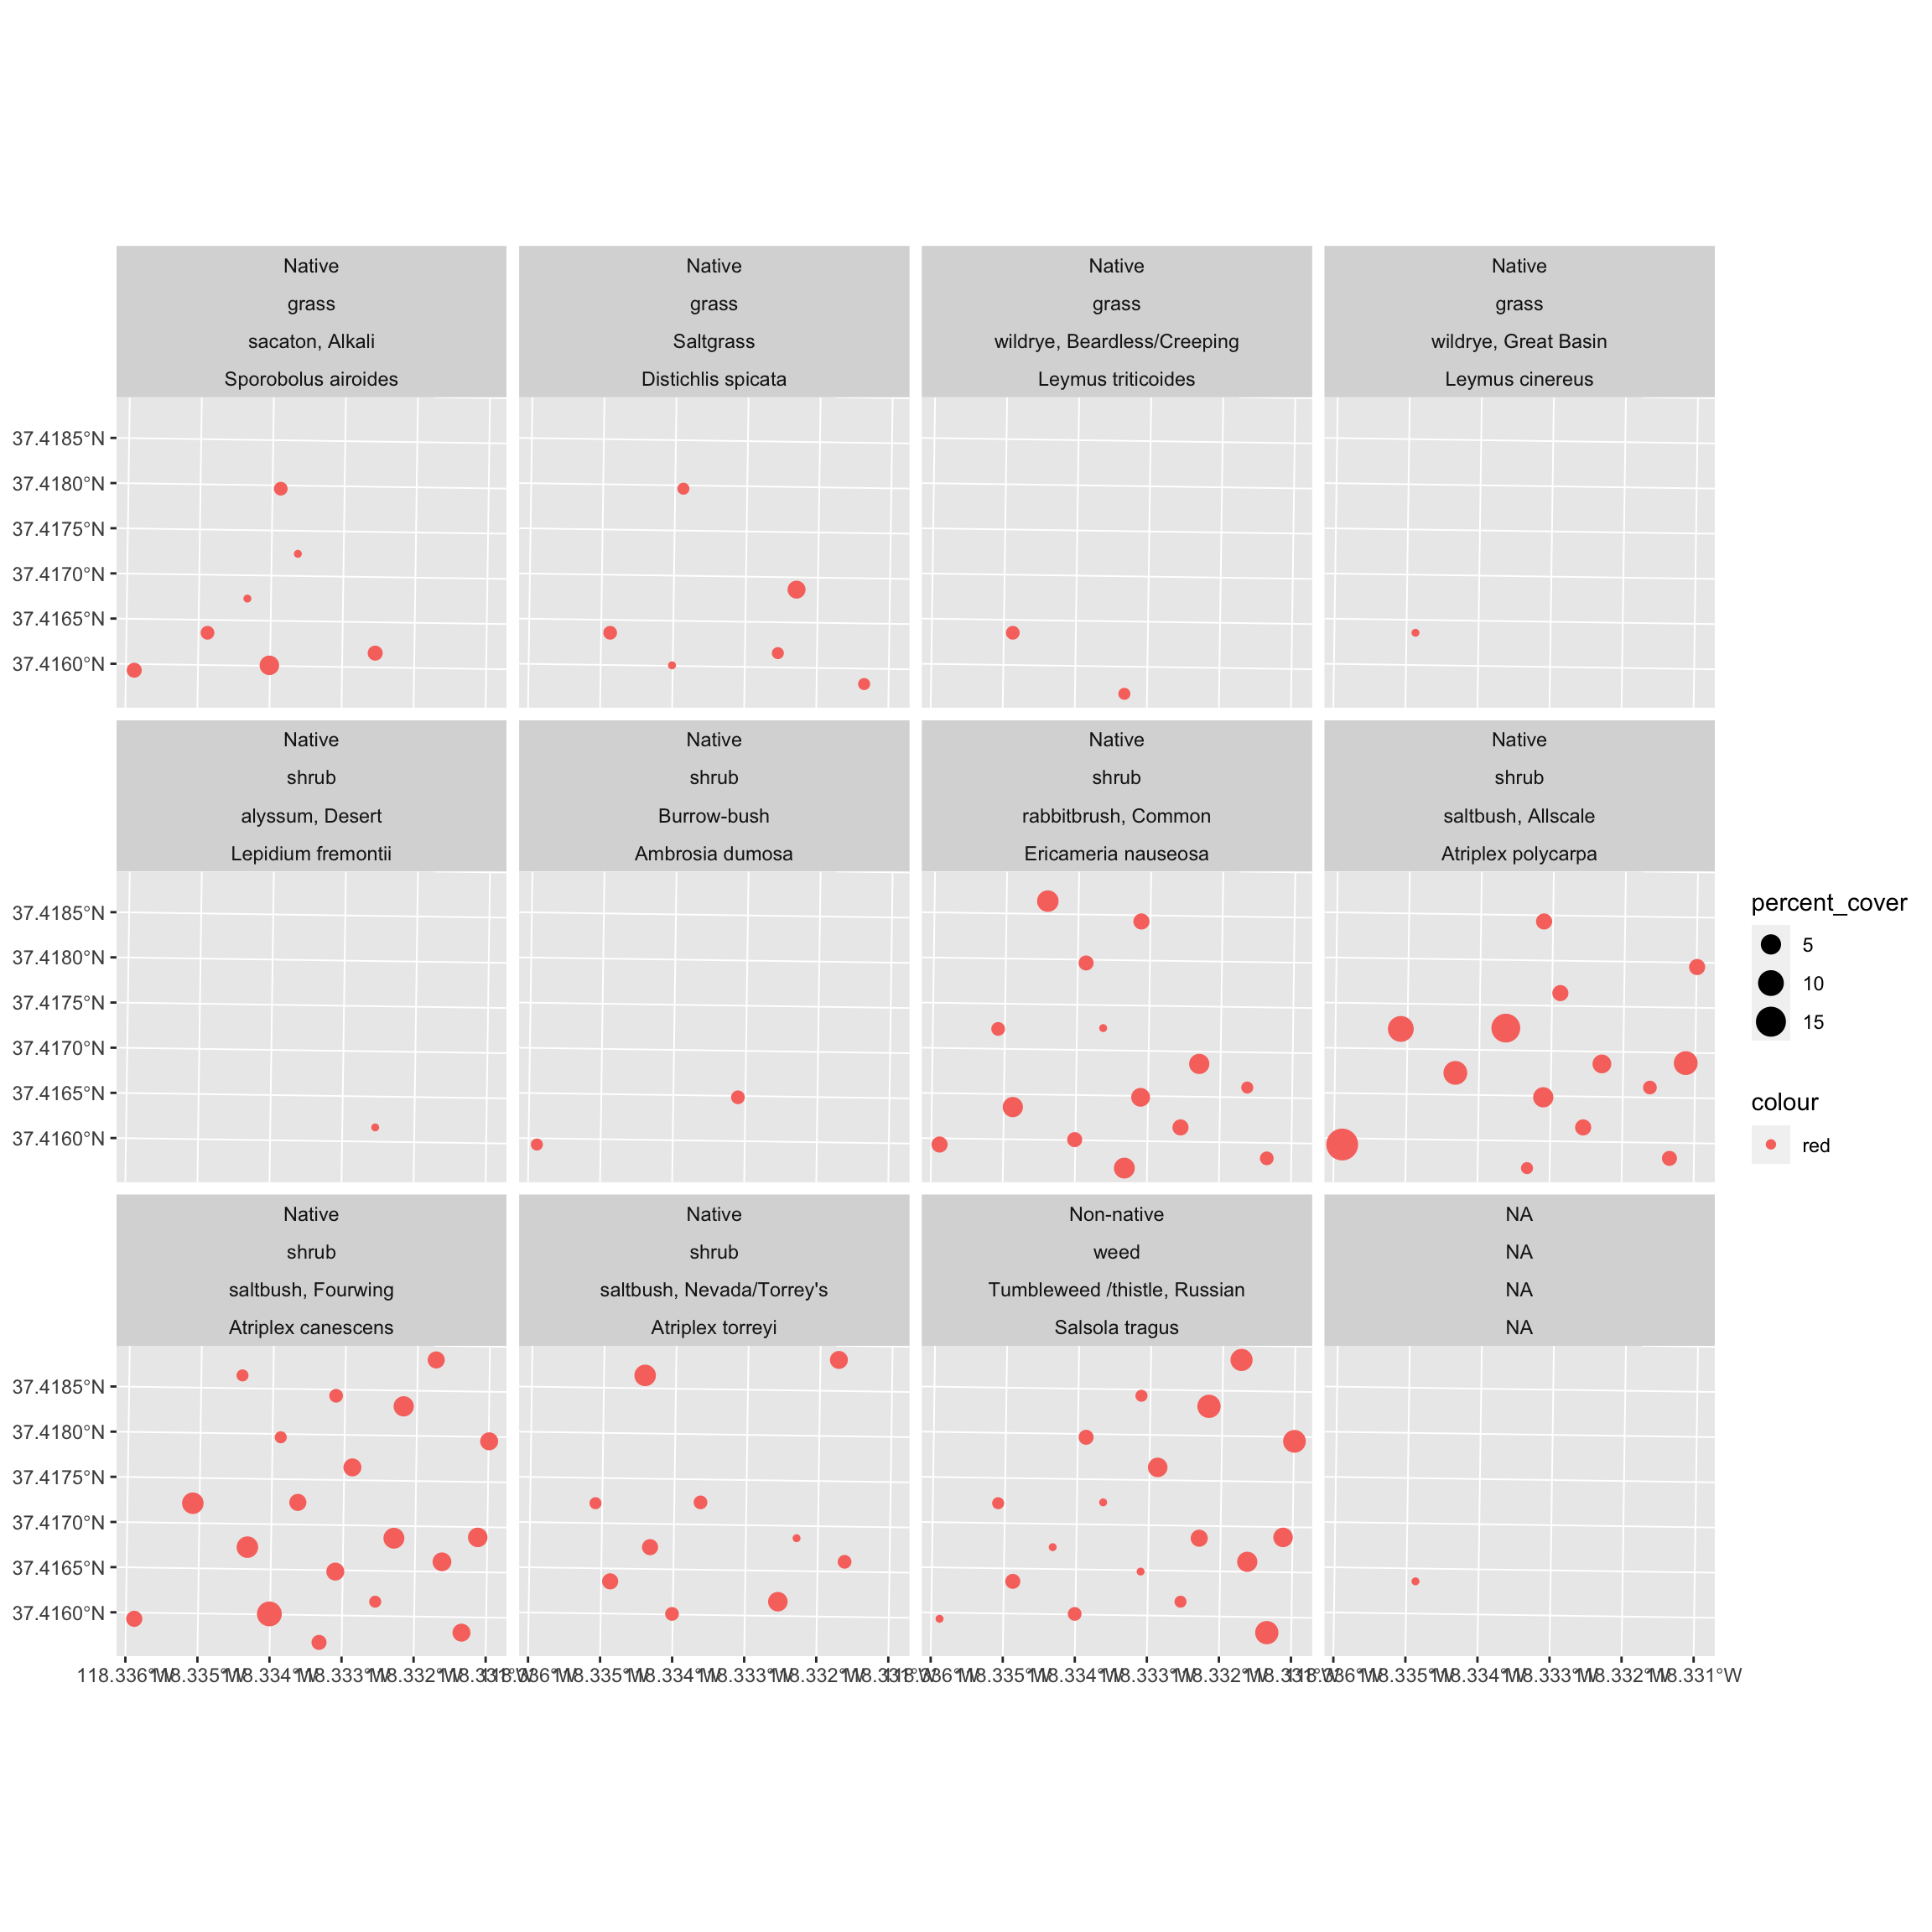 Native Native Native Native
grass grass grass grass
sacaton, Alkali Saltgrass wildrye, Beardless/Creeping wildrye, Great Basin
Sporobolus airoides Distichlis spicata Leymus triticoides Leymus cinereus
37.4185°N
37.4180°N
37.4175°N
37.4170°N
37.4165°N
37.4160°N
Native Native Native Native
shrub shrub shrub shrub
alyssum, Desert Burrow-bush rabbitbrush, Common saltbush, Allscale
Lepidium fremontii Ambrosia dumosa Ericameria nauseosa Atriplex polycarpa
37.4185°N
37.4180°N
37.4175°N
37.4170°N
37.4165°N
37.4160°N
Native Native Non-native NA
shrub shrub weed NA
saltbush, Fourwing saltbush, Nevada/Torrey's Tumbleweed /thistle, Russian NA
Atriplex canescens Atriplex torreyi Salsola tragus NA
37.4185°N
37.4180°N
37.4175°N
37.4170°N
37.4165°N
37.4160°N
percent_cover
5
10
15
colour
red